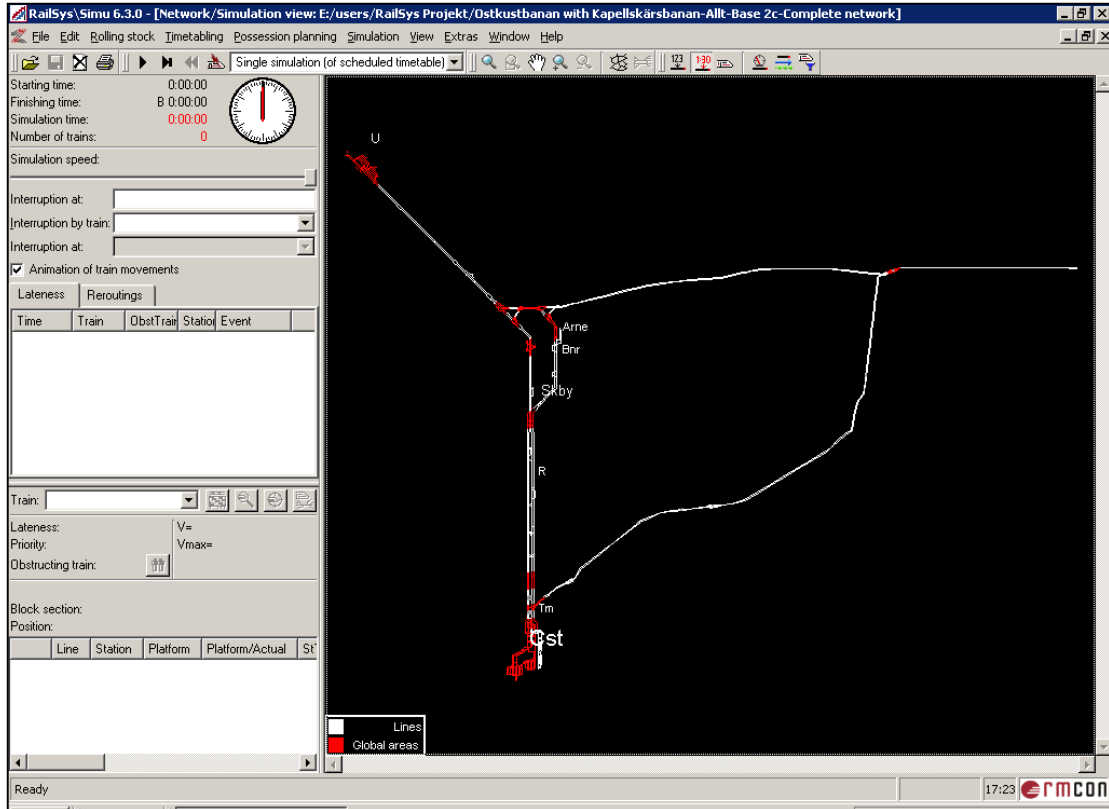 RailSys\Simu 6.3.0 - [Network/Simulation view: E:/users/RailSys Projekt/Ostkustbanan with Kapellskärsbanan-Allt-Base 2c-Complete network]
File Edit Rolling stock Timetabling Possession planning Simulation View Extras Window Help
Single simulation (of scheduled timetable)
123
1:30
Starting time: 0:00:00
Finishing time: B 0:00:00
Simulation time: 0:00:00
Number of trains: 0
Simulation speed:
Interruption at:
Interruption by train:
Interruption at:
Animation of train movements
Lateness Reroutings
Time Train ObstTrain Station Event
Train:
Lateness: V=
Priority: Vmax=
Obstructing train:
Block section:
Position:
Line Station Platform Platform/Actual ST
U
Arne
Bnr
Skby
R
Tm
Cst
Lines
Global areas
Ready
17:23 rmcon